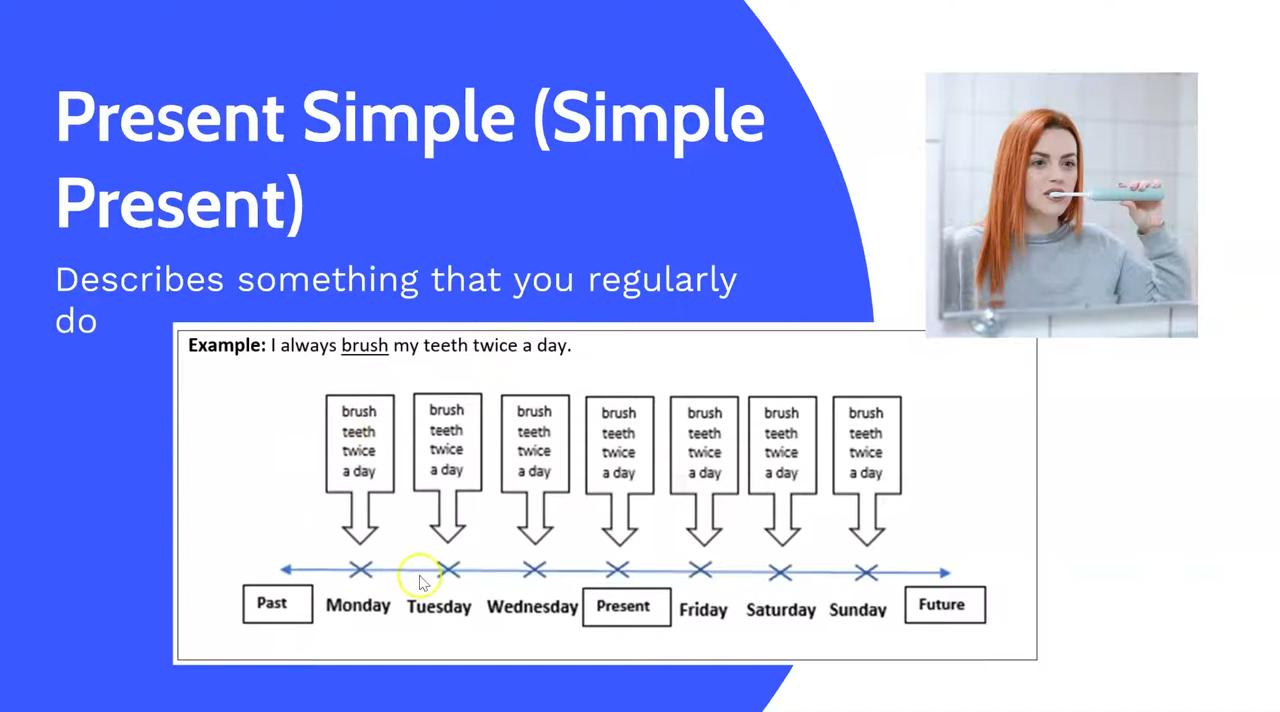 Present Simple (Simple
Present)
Describes something that you regularly
do
Example: I always brush my teeth twice a day.
brush
teeth
twice
a day
brush
teeth
twice
a day
brush
teeth
twice
a day
brush
teeth
twice
a day
brush
teeth
twice
a day
brush
teeth
twice
a day
brush
teeth
twice
a day
Past Monday Tuesday Wednesday Present Friday Saturday Sunday Future